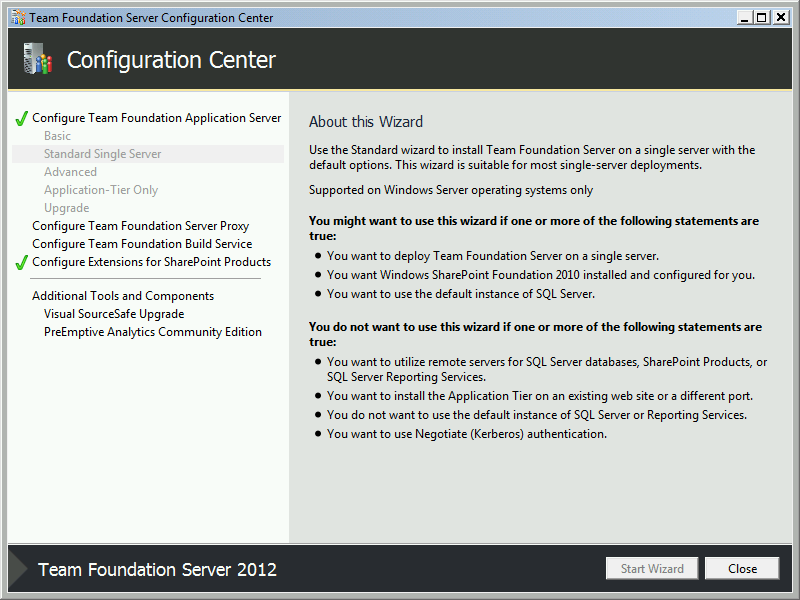 Team Foundation Server Configuration Center
Configuration Center
Configure Team Foundation Application Server
Basic
Standard Single Server
Advanced
Application-Tier Only
Upgrade
Configure Team Foundation Server Proxy
Configure Team Foundation Build Service
Configure Extensions for SharePoint Products
Additional Tools and Components
Visual SourceSafe Upgrade
PreEmptive Analytics Community Edition
About this Wizard
Use the Standard wizard to install Team Foundation Server on a single server with the
default options. This wizard is suitable for most single-server deployments.
Supported on Windows Server operating systems only
You might want to use this wizard if one or more of the following statements are
true:
• You want to deploy Team Foundation Server on a single server.
• You want Windows SharePoint Foundation 2010 installed and configured for you.
• You want to use the default instance of SQL Server.
You do not want to use this wizard if one or more of the following statements are
true:
• You want to utilize remote servers for SQL Server databases, SharePoint Products, or
SQL Server Reporting Services.
• You want to install the Application Tier on an existing web site or a different port.
• You do not want to use the default instance of SQL Server or Reporting Services.
• You want to use Negotiate (Kerberos) authentication.
Team Foundation Server 2012
Start Wizard
Close